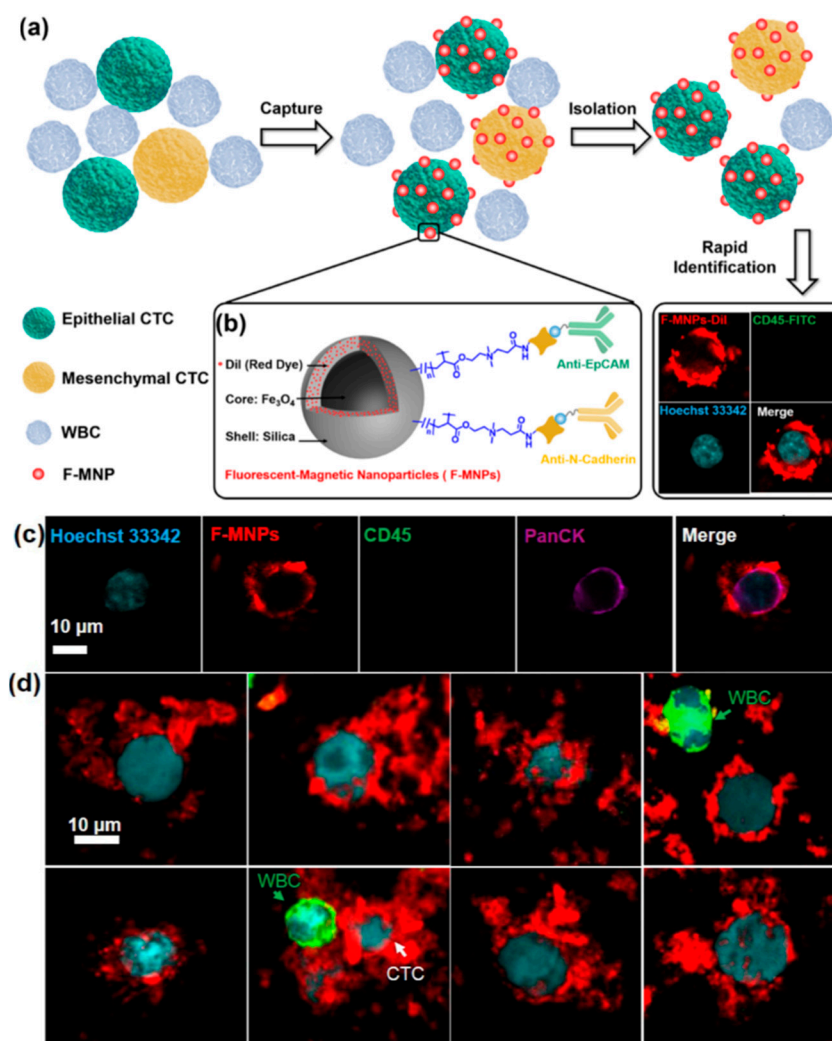 (a)
Capture
Isolation
Rapid
Identification
Epithelial CTC
Mesenchymal CTC
WBC
F-MNP
(b)
DiI (Red Dye)
Core: Fe₃O₄
Shell: Silica
Fluorescent-Magnetic Nanoparticles ( F-MNPs)
n
O
O
N
O
N
H
Anti-EpCAM
n
O
O
N
O
N
H
Anti-N-Cadherin
F-MNPs-DiI
CD45-FITC
Hoechst 33342
Merge
(c)
Hoechst 33342
F-MNPs
CD45
PanCK
Merge
10 µm
(d)
10 µm
WBC
WBC
CTC